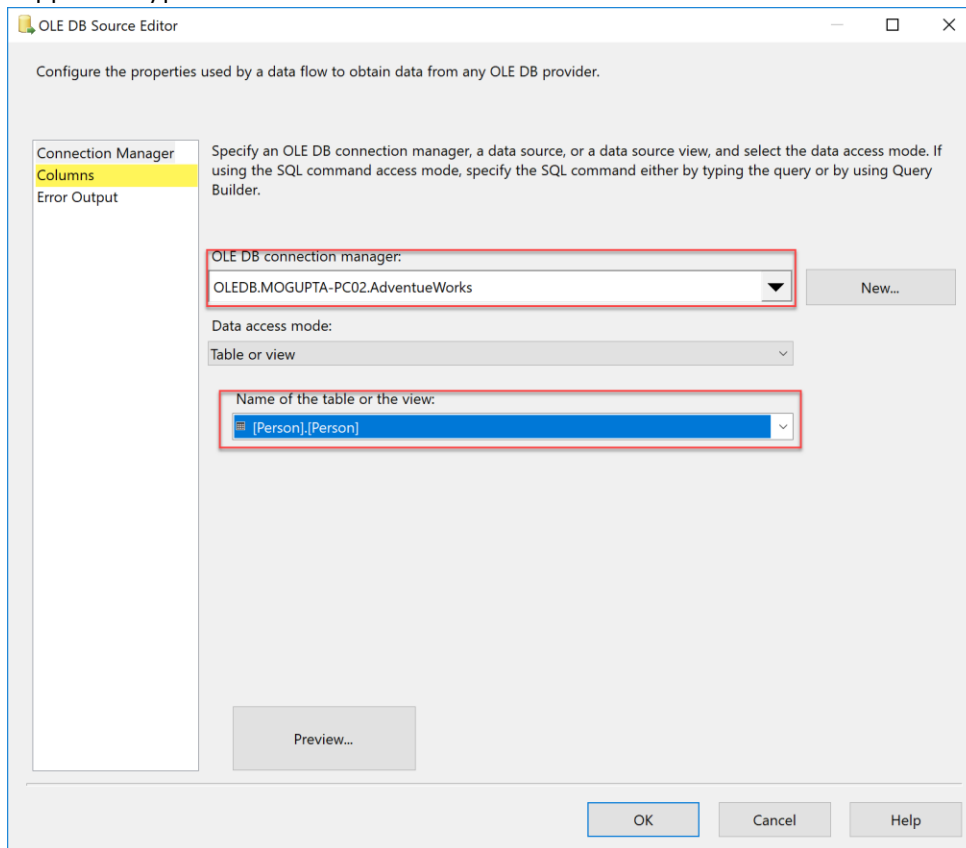 OLE DB Source Editor
Configure the properties used by a data flow to obtain data from any OLE DB provider.
Connection Manager
Columns
Error Output
Specify an OLE DB connection manager, a data source, or a data source view, and select the data access mode. If
using the SQL command access mode, specify the SQL command either by typing the query or by using Query
Builder.
OLE DB connection manager:
OLEDB.MOGUPTA-PC02.AdventueWorks
New...
Data access mode:
Table or view
Name of the table or the view:
[Person].[Person]
Preview...
OK
Cancel
Help